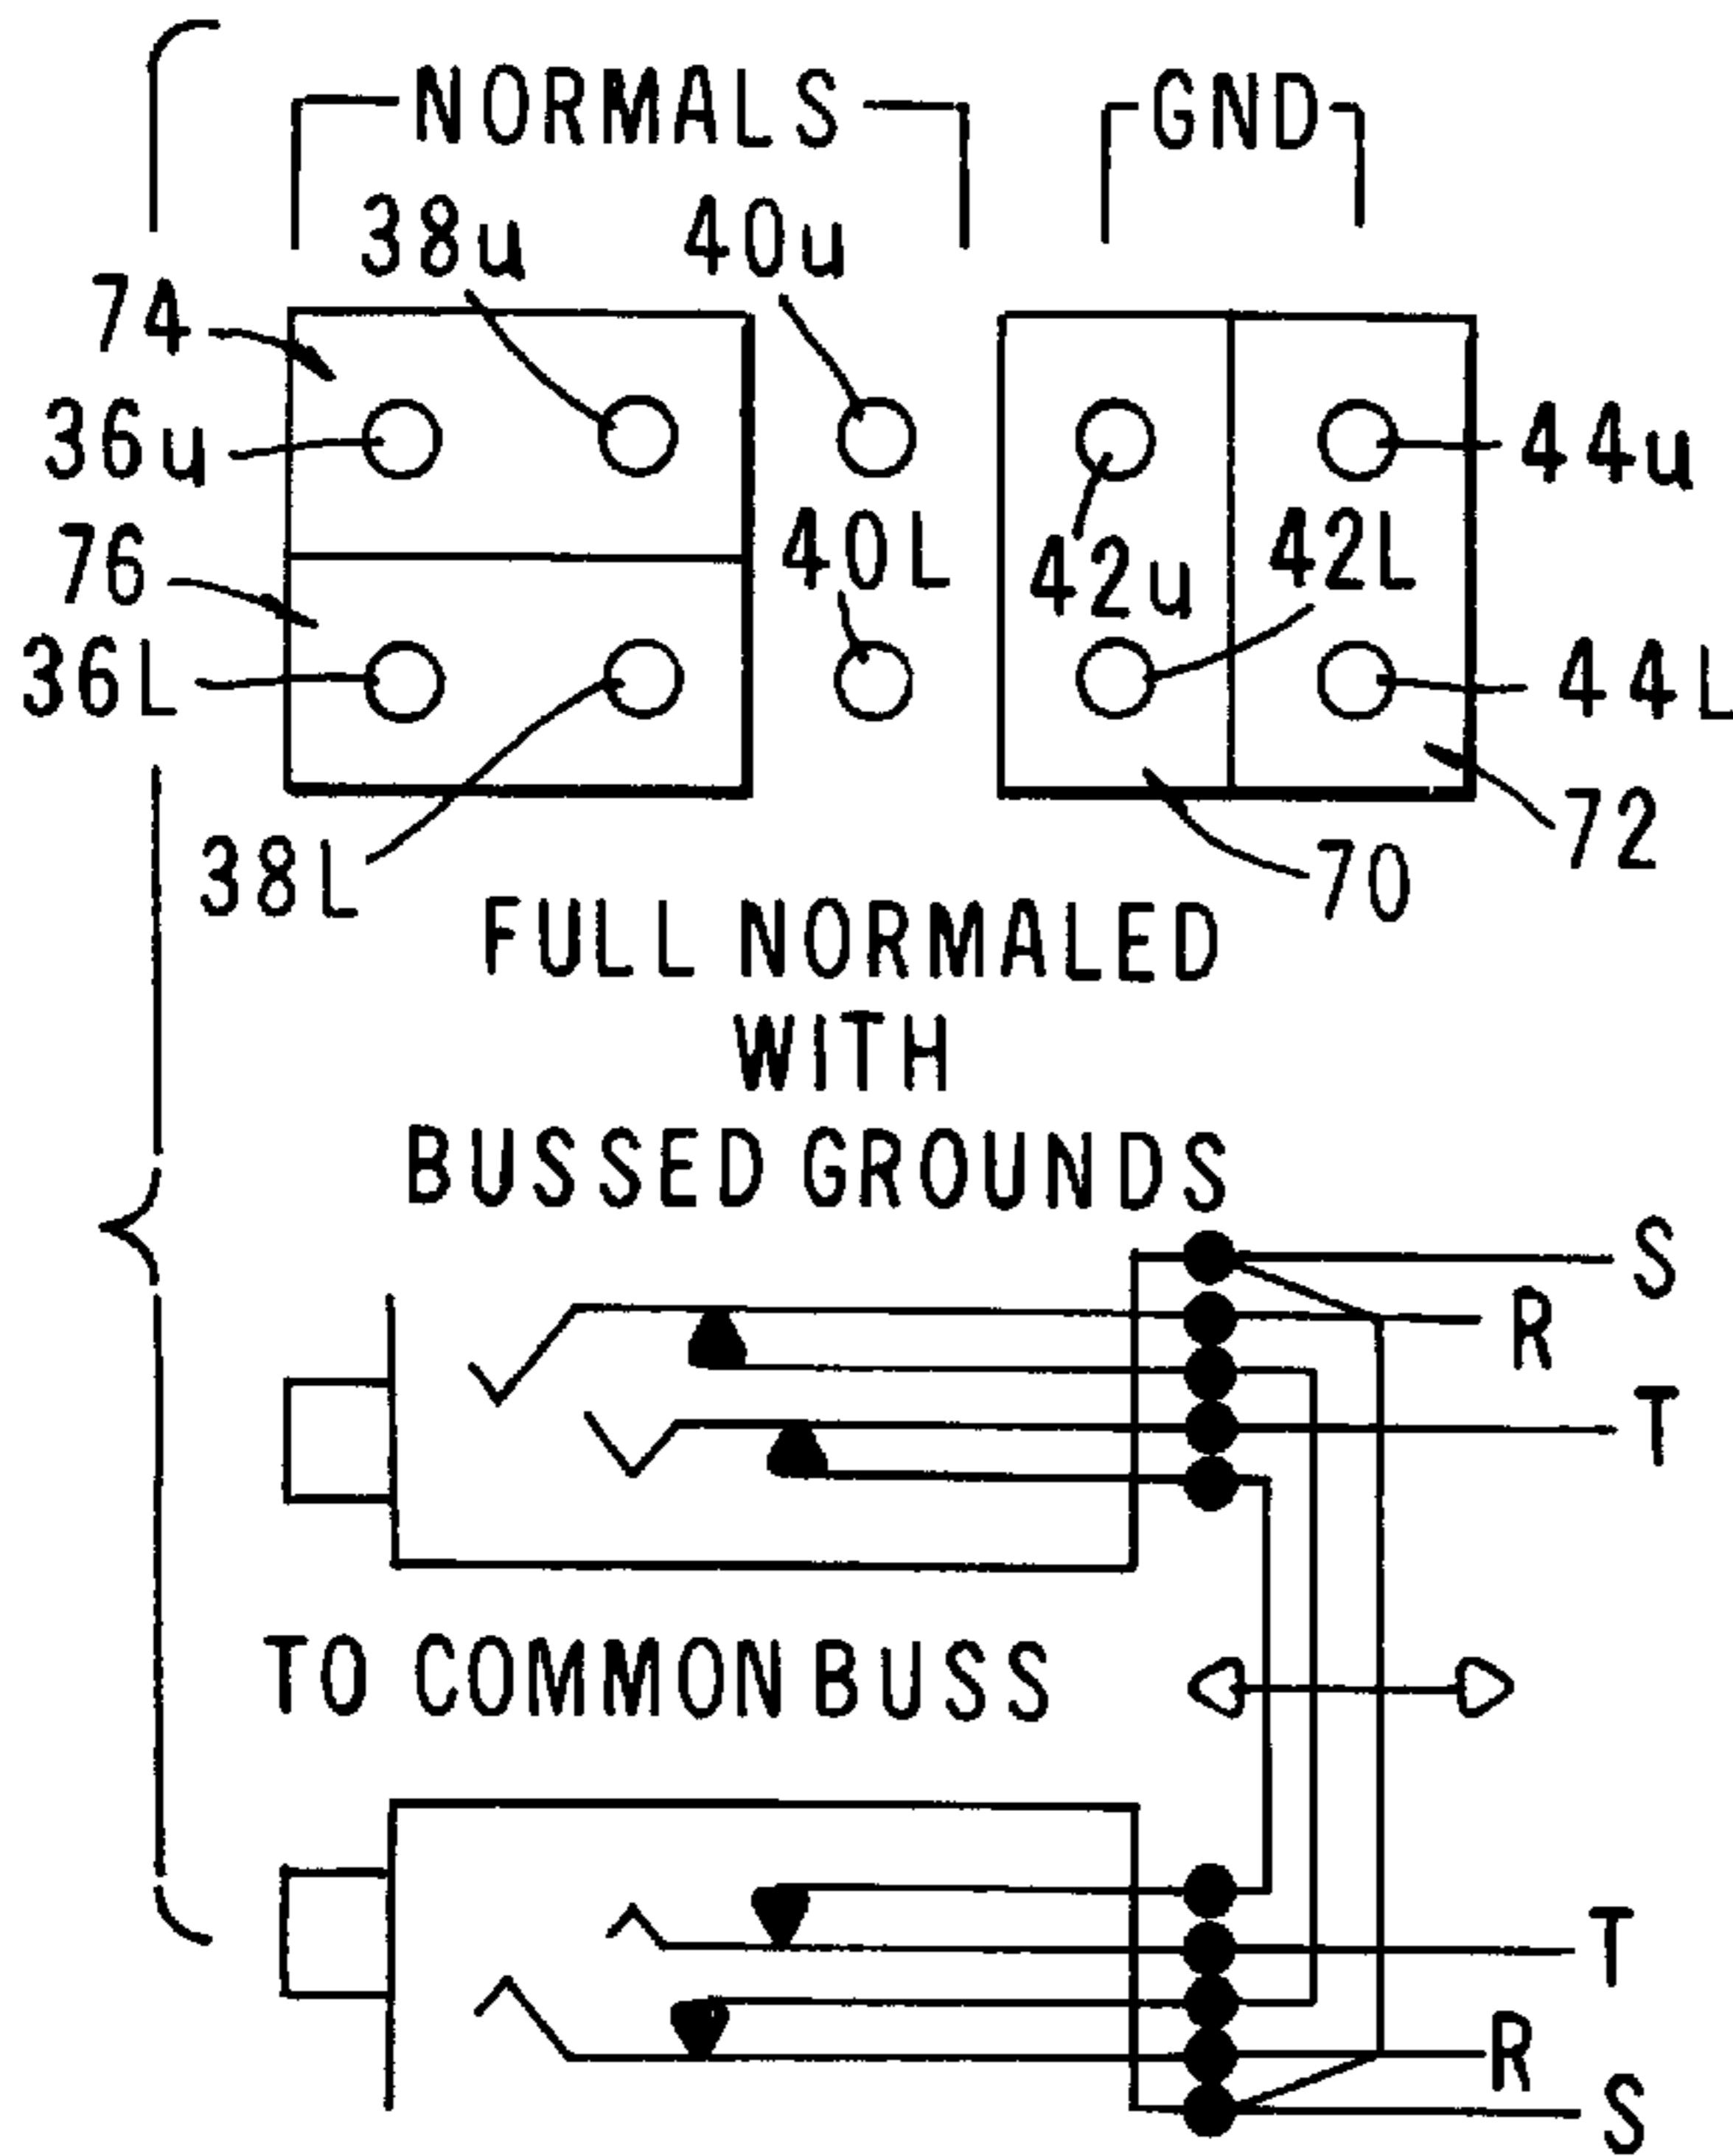 NORMALS GND
38u 40u
74
36u 44u
76 40L 42u 42L
36L 44L
38L 70 72
FULL NORMALED
WITH
BUSSED GROUNDS
S
R
T
TO COMMON BUSS
T
R
S